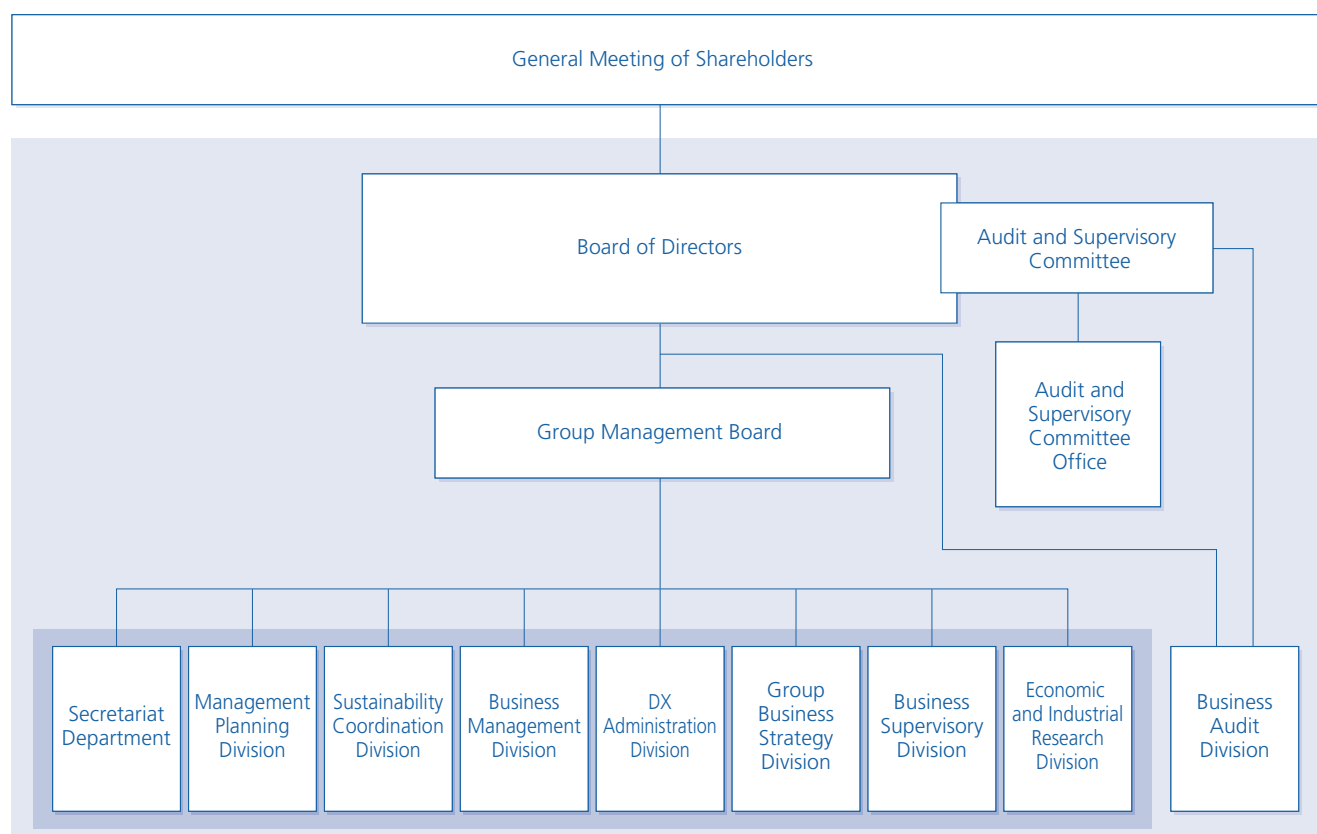 General Meeting of Shareholders
Board of Directors
Audit and Supervisory
Committee
Audit and
Supervisory
Committee
Office
Group Management Board
Secretariat
Department
Management
Planning
Division
Sustainability
Coordination
Division
Business
Management
Division
DX
Administration
Division
Group
Business
Strategy
Division
Business
Supervisory
Division
Economic
and Industrial
Research
Division
Business
Audit
Division